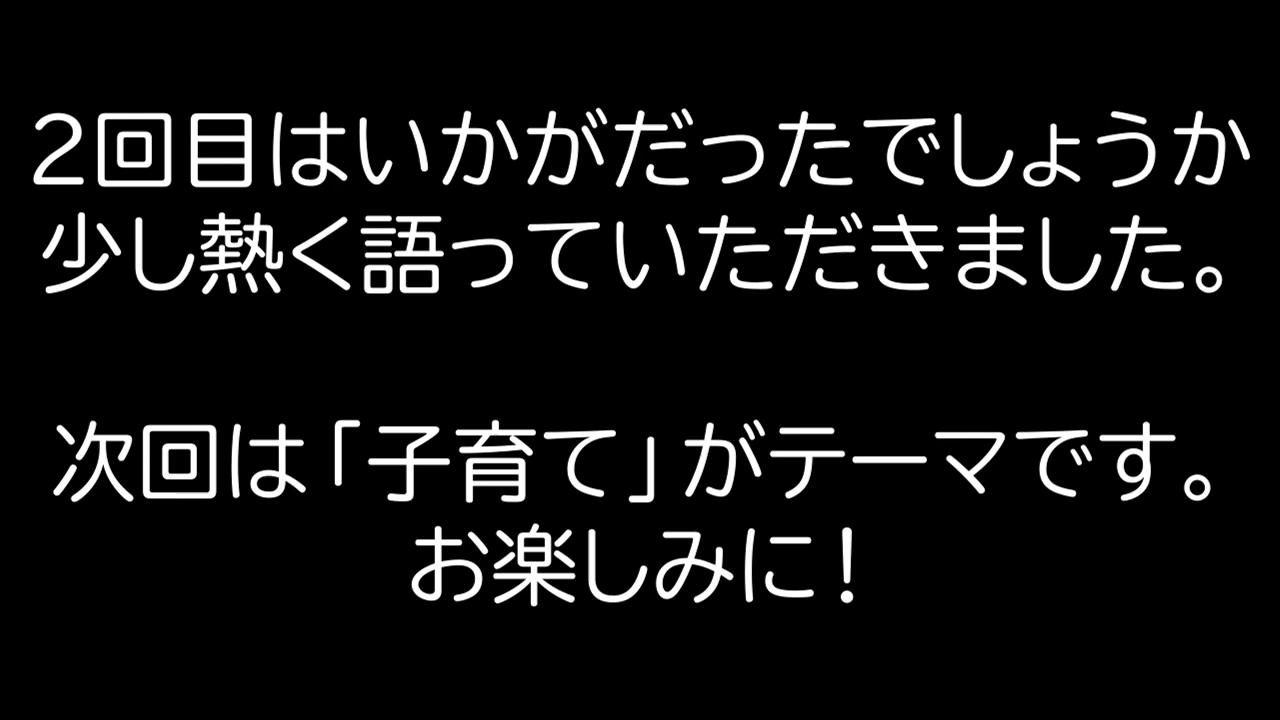 ２回目はいかがだったでしょうか
少し熱く語っていただきました。
次回は「子育て」がテーマです。
お楽しみに！